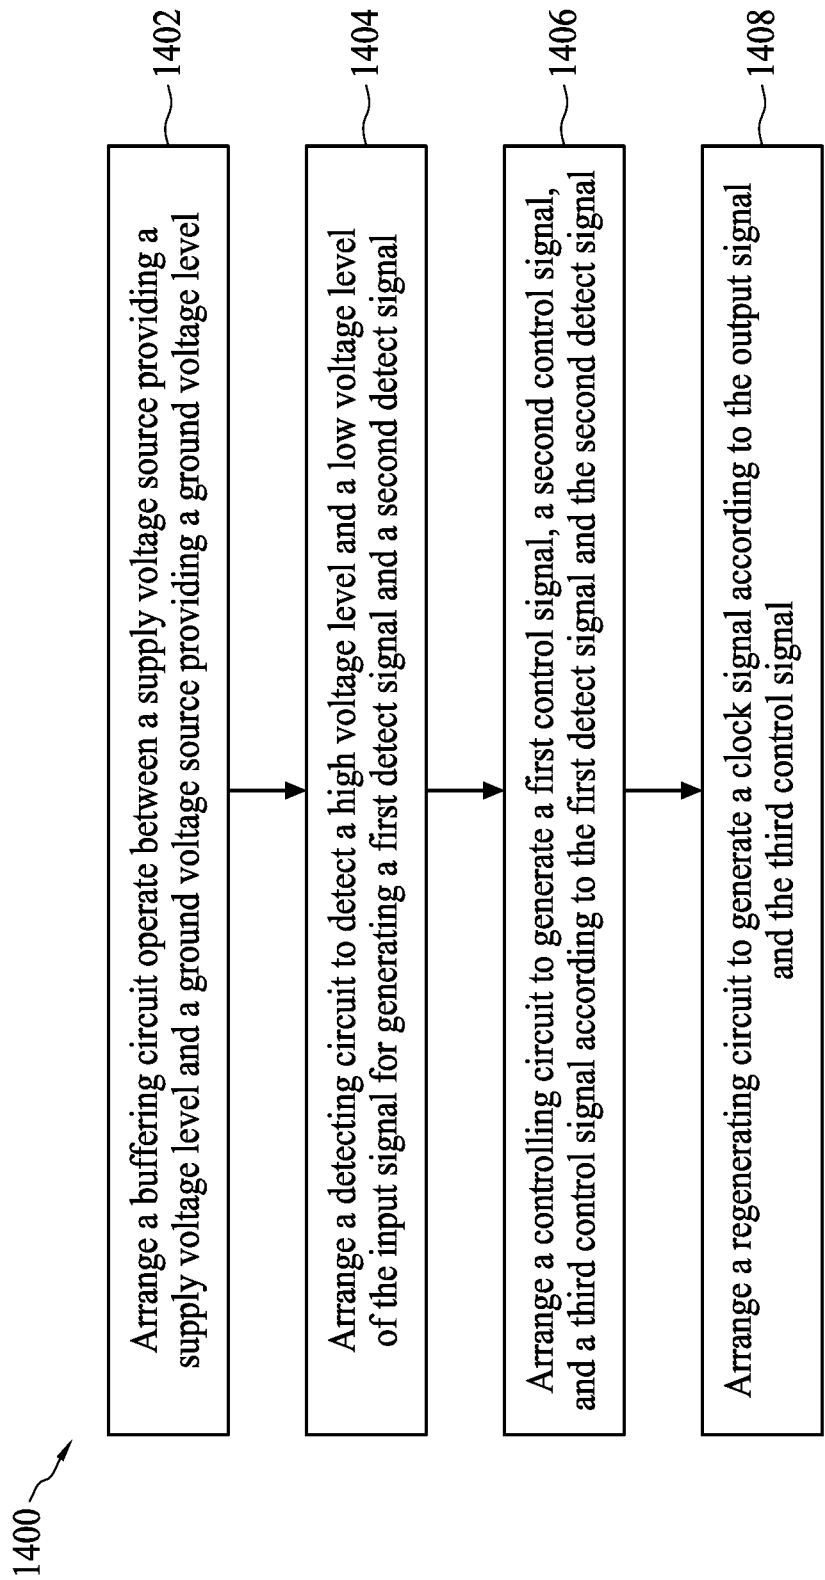 1400
Arrange a buffering circuit operate between a supply voltage source providing a
supply voltage level and a ground voltage source providing a ground voltage level
1402
Arrange a detecting circuit to detect a high voltage level and a low voltage level
of the input signal for generating a first detect signal and a second detect signal
1404
Arrange a controlling circuit to generate a first control signal, a second control signal,
and a third control signal according to the first detect signal and the second detect signal
1406
Arrange a regenerating circuit to generate a clock signal according to the output signal
and the third control signal
1408